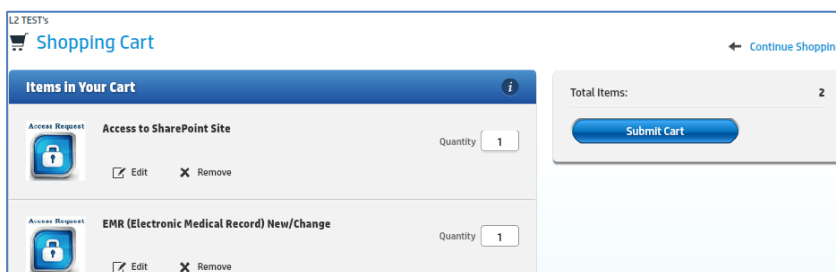 L2 TEST's
Shopping Cart
Continue Shoppin
Items in Your Cart
i
Total Items: 2
Submit Cart
Access Request
Access to SharePoint Site
Quantity 1
Edit Remove
Access Request
EMR (Electronic Medical Record) New/Change
Quantity 1
Edit Remove